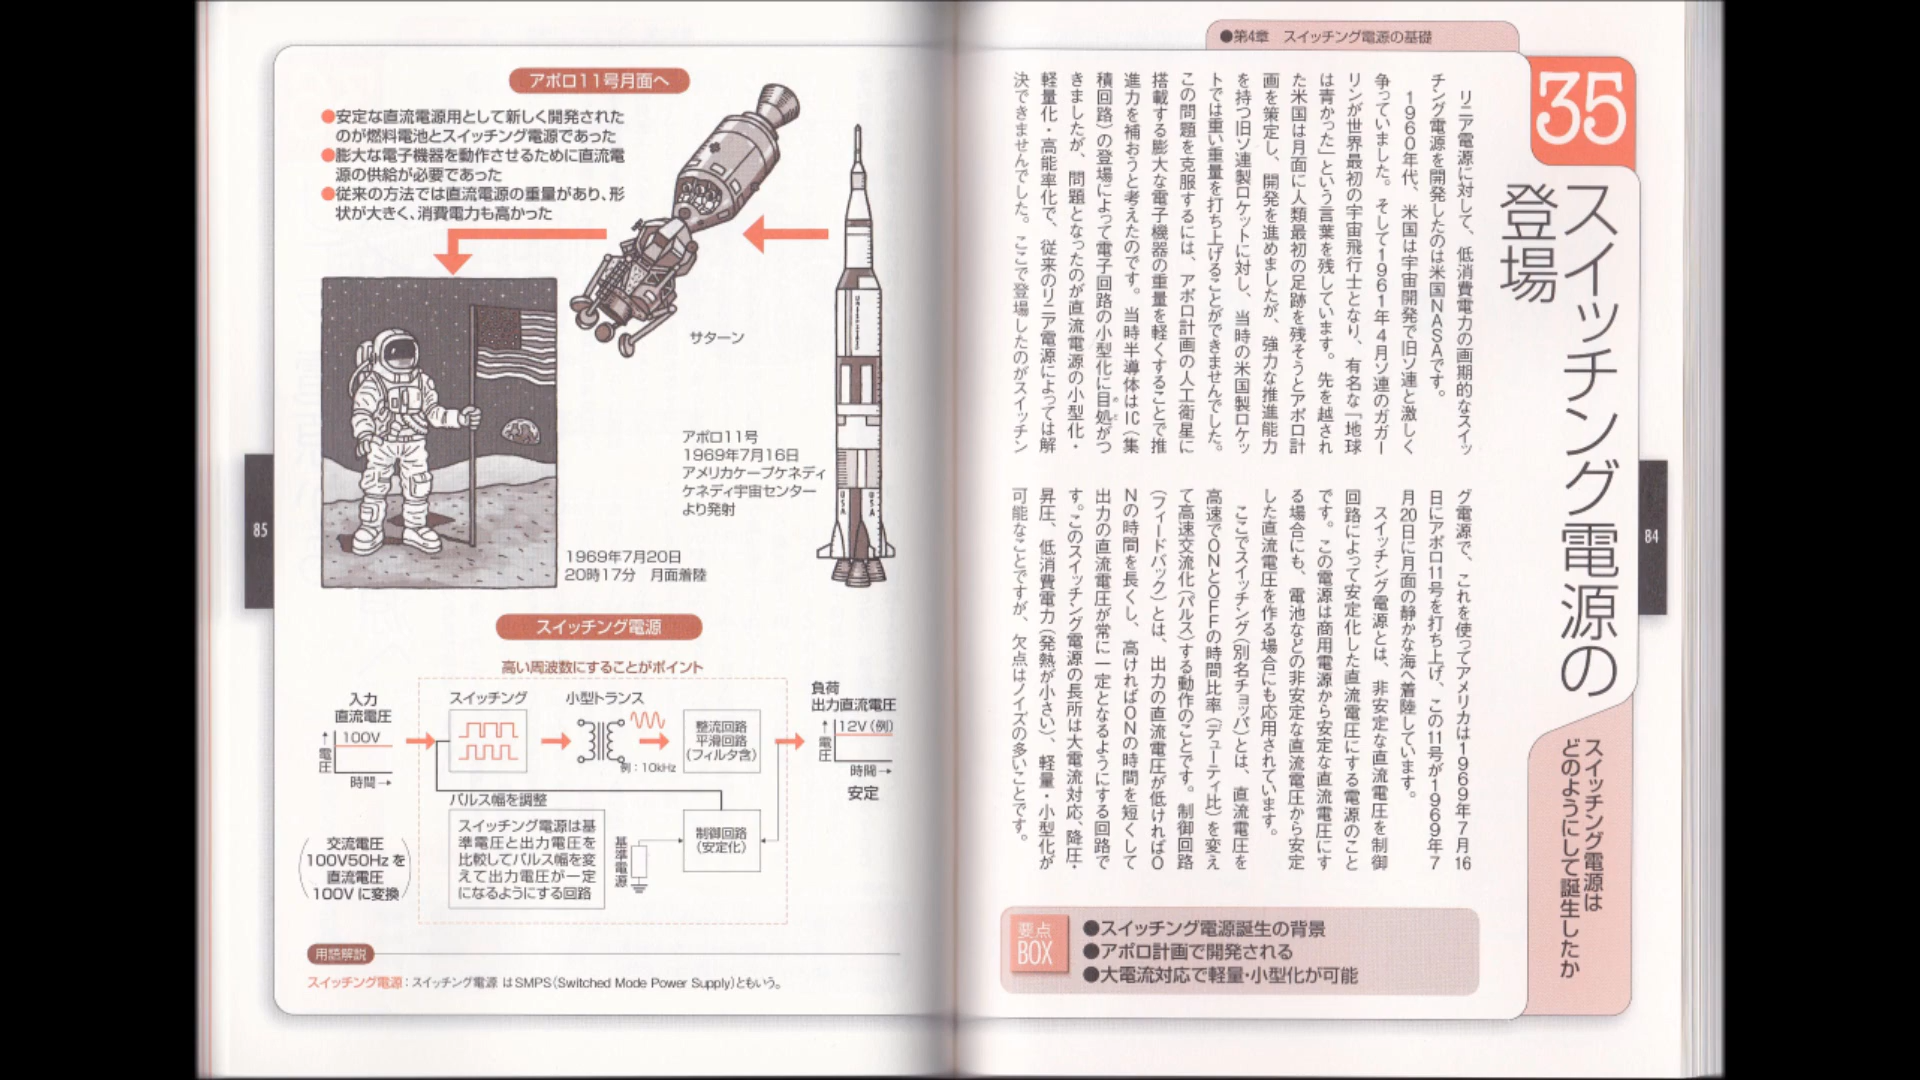 ●第4章 スイッチング電源の基礎
35
スイッチング電源の
登場
スイッチング電源は
どのようにして誕生したか
リニア電源に対して、低消費電力の画期的なスイッ
チング電源を開発したのは米国NASAです。
1960年代、米国は宇宙開発で旧ソ連と激しく
争っていました。そして1961年4月ソ連のガガー
リンが世界最初の宇宙飛行士となり、有名な「地球
は青かった」という言葉を残しています。先を越され
た米国は月面に人類最初の足跡を残そうとアポロ計
画を策定し、開発を進めましたが、強力な推進能力
を持つ旧ソ連製ロケットに対し、当時の米国製ロケッ
トでは重い重量を打ち上げることができませんでした。
この問題を克服するには、アポロ計画の人工衛星に
搭載する膨大な電子機器の重量を軽くすることで推
進力を補おうと考えたのです。当時半導体はIC(集
積回路)の登場によって電子回路の小型化に目処がつ
きましたが、問題となったのが直流電源の小型化・
軽量化・高能率化で、従来のリニア電源によっては解
決できませんでした。ここで登場したのがスイッチン
グ電源で、これを使ってアメリカは1969年7月16
日にアポロ11号を打ち上げ、この11号が1969年7
月20日に月面の静かな海へ着陸しています。
スイッチング電源とは、非安定な直流電圧を制御
回路によって安定化した直流電圧にする電源のこと
です。この電源は商用電源から安定な直流電圧にす
る場合にも、電池などの非安定な直流電圧から安定
した直流電圧を作る場合にも応用されています。
ここでスイッチング(別名チョッパ)とは、直流電圧を
高速でONとOFFの時間比率(デューティ比)を変え
て高速交流化(パルス)する動作のことです。制御回路
(フィードバック)とは、出力の直流電圧が低ければO
Nの時間を長くし、高ければONの時間を短くして
出力の直流電圧が常に一定となるようにする回路で
す。このスイッチング電源の長所は大電流対応、降圧・
昇圧、低消費電力(発熱が小さい)、軽量・小型化が
可能なことですが、欠点はノイズの多いことです。
要点
BOX
●スイッチング電源誕生の背景
●アポロ計画で開発される
●大電流対応で軽量・小型化が可能
84
アポロ11号月面へ
●安定な直流電源用として新しく開発された
のが燃料電池とスイッチング電源であった
●膨大な電子機器を動作させるために直流電
源の供給が必要であった
●従来の方法では直流電源の重量があり、形
状が大きく、消費電力も高かった
サターン
アポロ11号
1969年7月16日
アメリカケープケネディ
ケネディ宇宙センター
より発射
USA
USA
1969年7月20日
20時17分 月面着陸
スイッチング電源
高い周波数にすることがポイント
入力
直流電圧
↑電圧
100V
時間→
スイッチング
小型トランス
例：10kHz
整流回路
平滑回路
(フィルタ含)
負荷
出力直流電圧
↑電圧
12V(例)
時間→
安定
パルス幅を調整
スイッチング電源は基
準電圧と出力電圧を
比較してパルス幅を変
えて出力電圧が一定
になるようにする回路
基準電源
制御回路
(安定化)
(交流電圧
100V50Hzを
直流電圧
100Vに変換)
用語解説
スイッチング電源：スイッチング電源 はSMPS(Switched Mode Power Supply)ともいう。
85